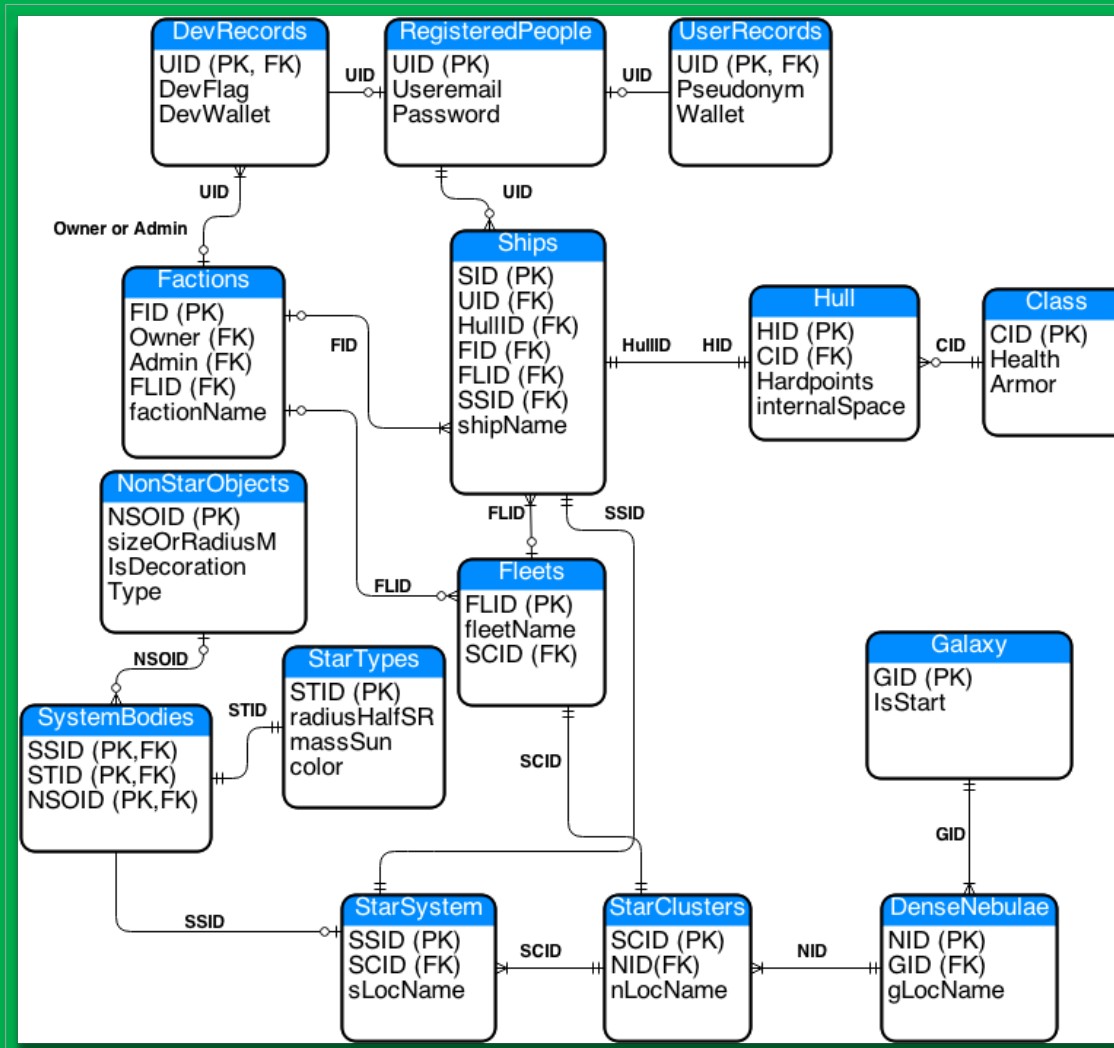 DevRecords
UID (PK, FK)
DevFlag
DevWallet
UID
RegisteredPeople
UID (PK)
Useremail
Password
UID
UserRecords
UID (PK, FK)
Pseudonym
Wallet
UID
Owner or Admin
UID
Factions
FID (PK)
Owner (FK)
Admin (FK)
FLID (FK)
factionName
FID
Ships
SID (PK)
UID (FK)
HullID (FK)
FID (FK)
FLID (FK)
SSID (FK)
shipName
HullID
HID
Hull
HID (PK)
CID (FK)
Hardpoints
internalSpace
CID
Class
CID (PK)
Health
Armor
NonStarObjects
NSOID (PK)
sizeOrRadiusM
IsDecoration
Type
FLID
SSID
FLID
Fleets
FLID (PK)
fleetName
SCID (FK)
NSOID
StarTypes
STID (PK)
radiusHalfSR
massSun
color
STID
SystemBodies
SSID (PK,FK)
STID (PK,FK)
NSOID (PK,FK)
SCID
Galaxy
GID (PK)
IsStart
GID
SSID
StarSystem
SSID (PK)
SCID (FK)
sLocName
SCID
StarClusters
SCID (PK)
NID(FK)
nLocName
NID
DenseNebulae
NID (PK)
GID (FK)
gLocName